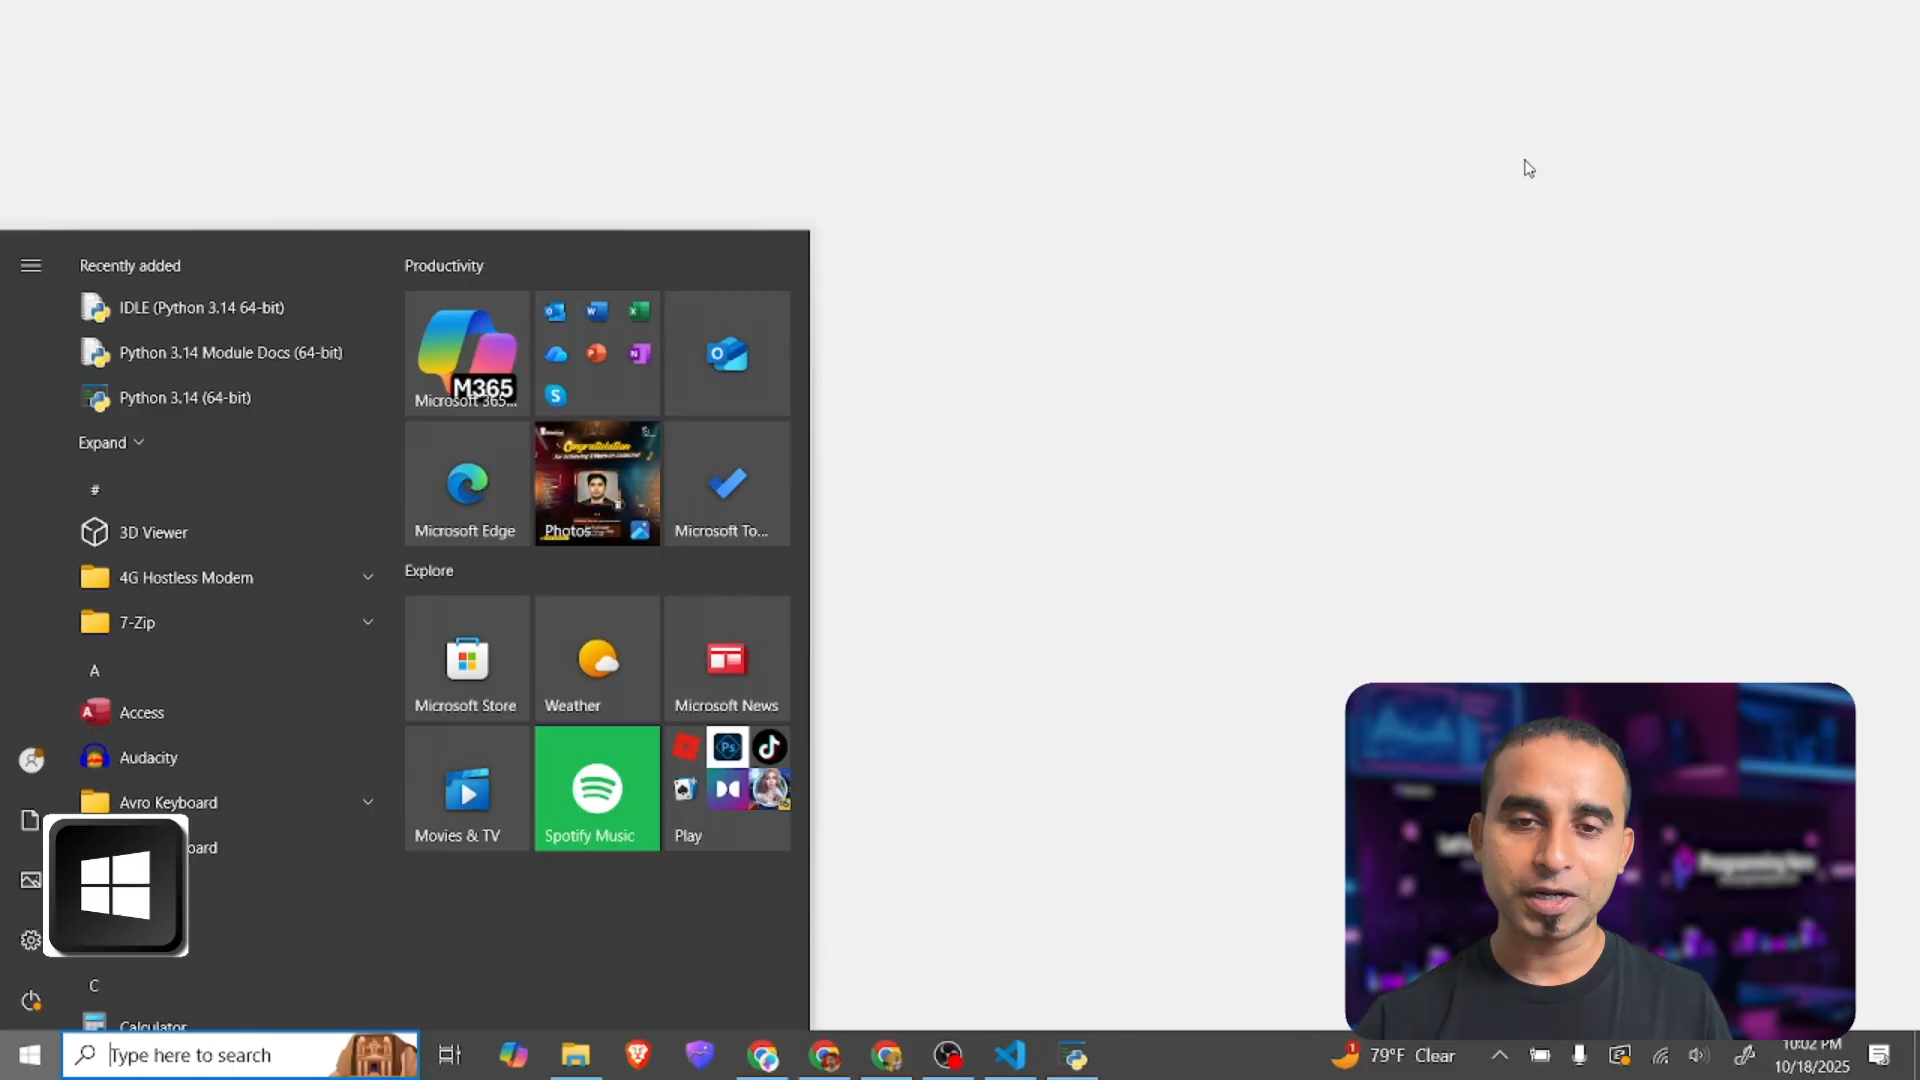 Recently added
IDLE (Python 3.14 64-bit)
Python 3.14 Module Docs (64-bit)
Python 3.14 (64-bit)
Expand
#
3D Viewer
4G Hostless Modem
7-Zip
A
Access
Audacity
Avro Keyboard
oard
C
Calculator
Productivity
M365
Microsoft 365...
Microsoft Edge
Congratulation
Photos
Microsoft To...
Explore
Microsoft Store
Weather
Microsoft News
Movies & TV
Spotify Music
Ps
Play
Type here to search
1
79°F Clear
10:02 PM
10/18/2025